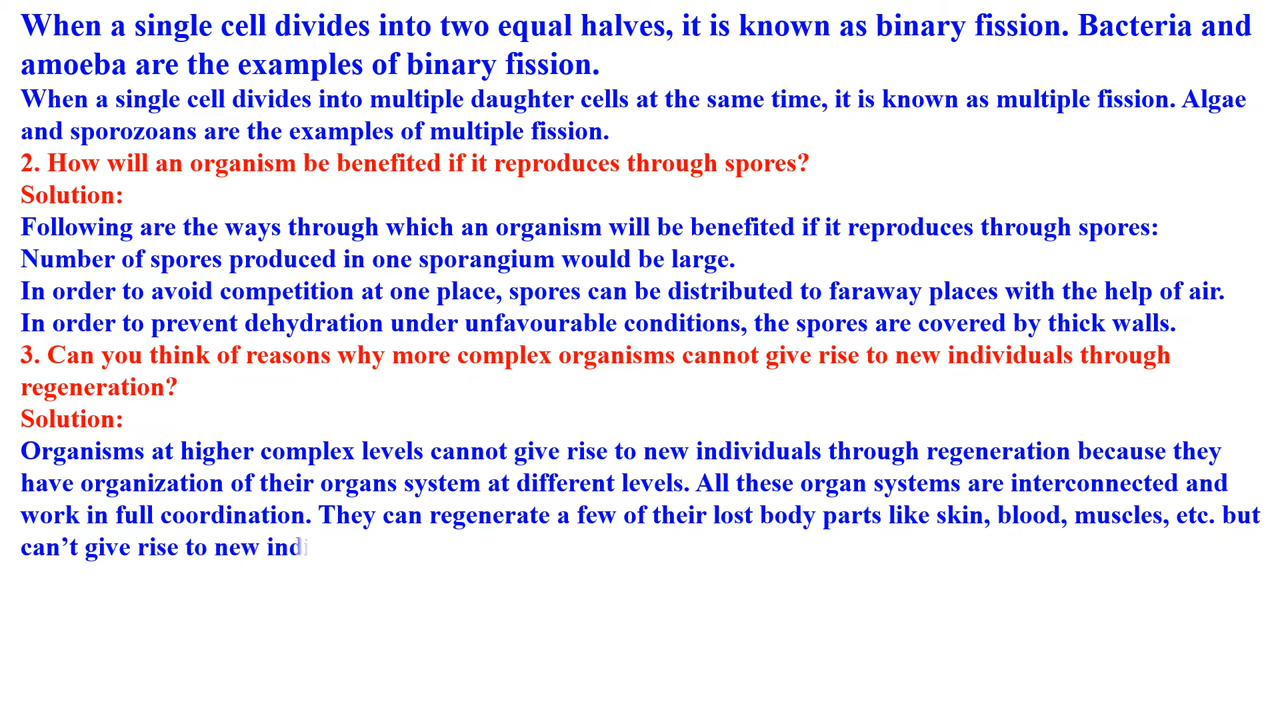 When a single cell divides into two equal halves, it is known as binary fission. Bacteria and
amoeba are the examples of binary fission.
When a single cell divides into multiple daughter cells at the same time, it is known as multiple fission. Algae
and sporozoans are the examples of multiple fission.
2. How will an organism be benefited if it reproduces through spores?
Solution:
Following are the ways through which an organism will be benefited if it reproduces through spores:
Number of spores produced in one sporangium would be large.
In order to avoid competition at one place, spores can be distributed to faraway places with the help of air.
In order to prevent dehydration under unfavourable conditions, the spores are covered by thick walls.
3. Can you think of reasons why more complex organisms cannot give rise to new individuals through
regeneration?
Solution:
Organisms at higher complex levels cannot give rise to new individuals through regeneration because they
have organization of their organs system at different levels. All these organ systems are interconnected and
work in full coordination. They can regenerate a few of their lost body parts like skin, blood, muscles, etc. but
can’t give rise to new indi